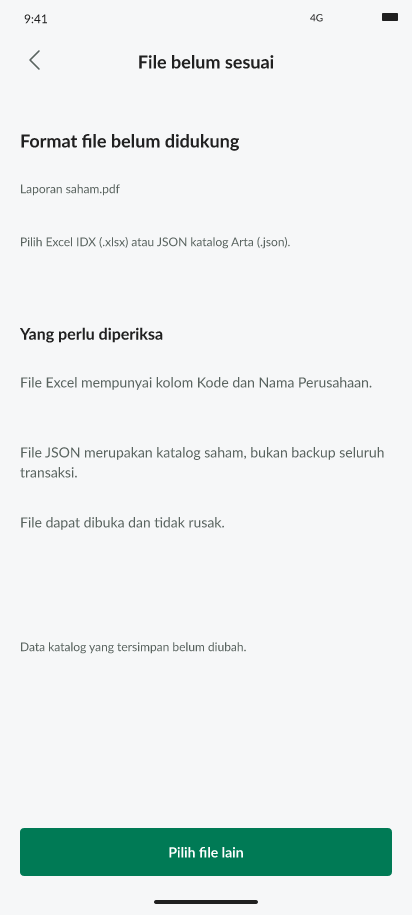 9:41
4G
File belum sesuai
Format file belum didukung
Laporan saham.pdf
Pilih Excel IDX (.xlsx) atau JSON katalog Arta (.json).
Yang perlu diperiksa
File Excel mempunyai kolom Kode dan Nama Perusahaan.
File JSON merupakan katalog saham, bukan backup seluruh
transaksi.
File dapat dibuka dan tidak rusak.
Data katalog yang tersimpan belum diubah.
Pilih file lain